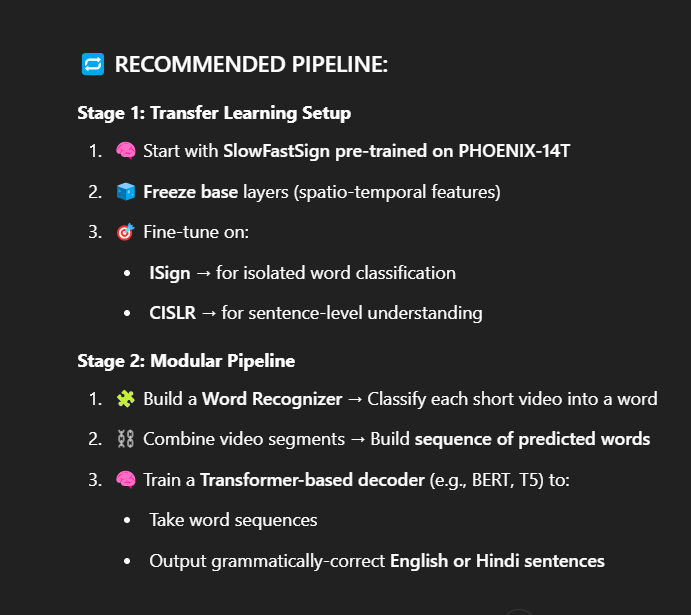 🔁 RECOMMENDED PIPELINE:
Stage 1: Transfer Learning Setup
1. 🧠 Start with SlowFastSign pre-trained on PHOENIX-14T
2. 🧊 Freeze base layers (spatio-temporal features)
3. 🎯 Fine-tune on:
• ISign → for isolated word classification
• CISLR → for sentence-level understanding
Stage 2: Modular Pipeline
1. 🧩 Build a Word Recognizer → Classify each short video into a word
2. ⛓️ Combine video segments → Build sequence of predicted words
3. 🧠 Train a Transformer-based decoder (e.g., BERT, T5) to:
• Take word sequences
• Output grammatically-correct English or Hindi sentences